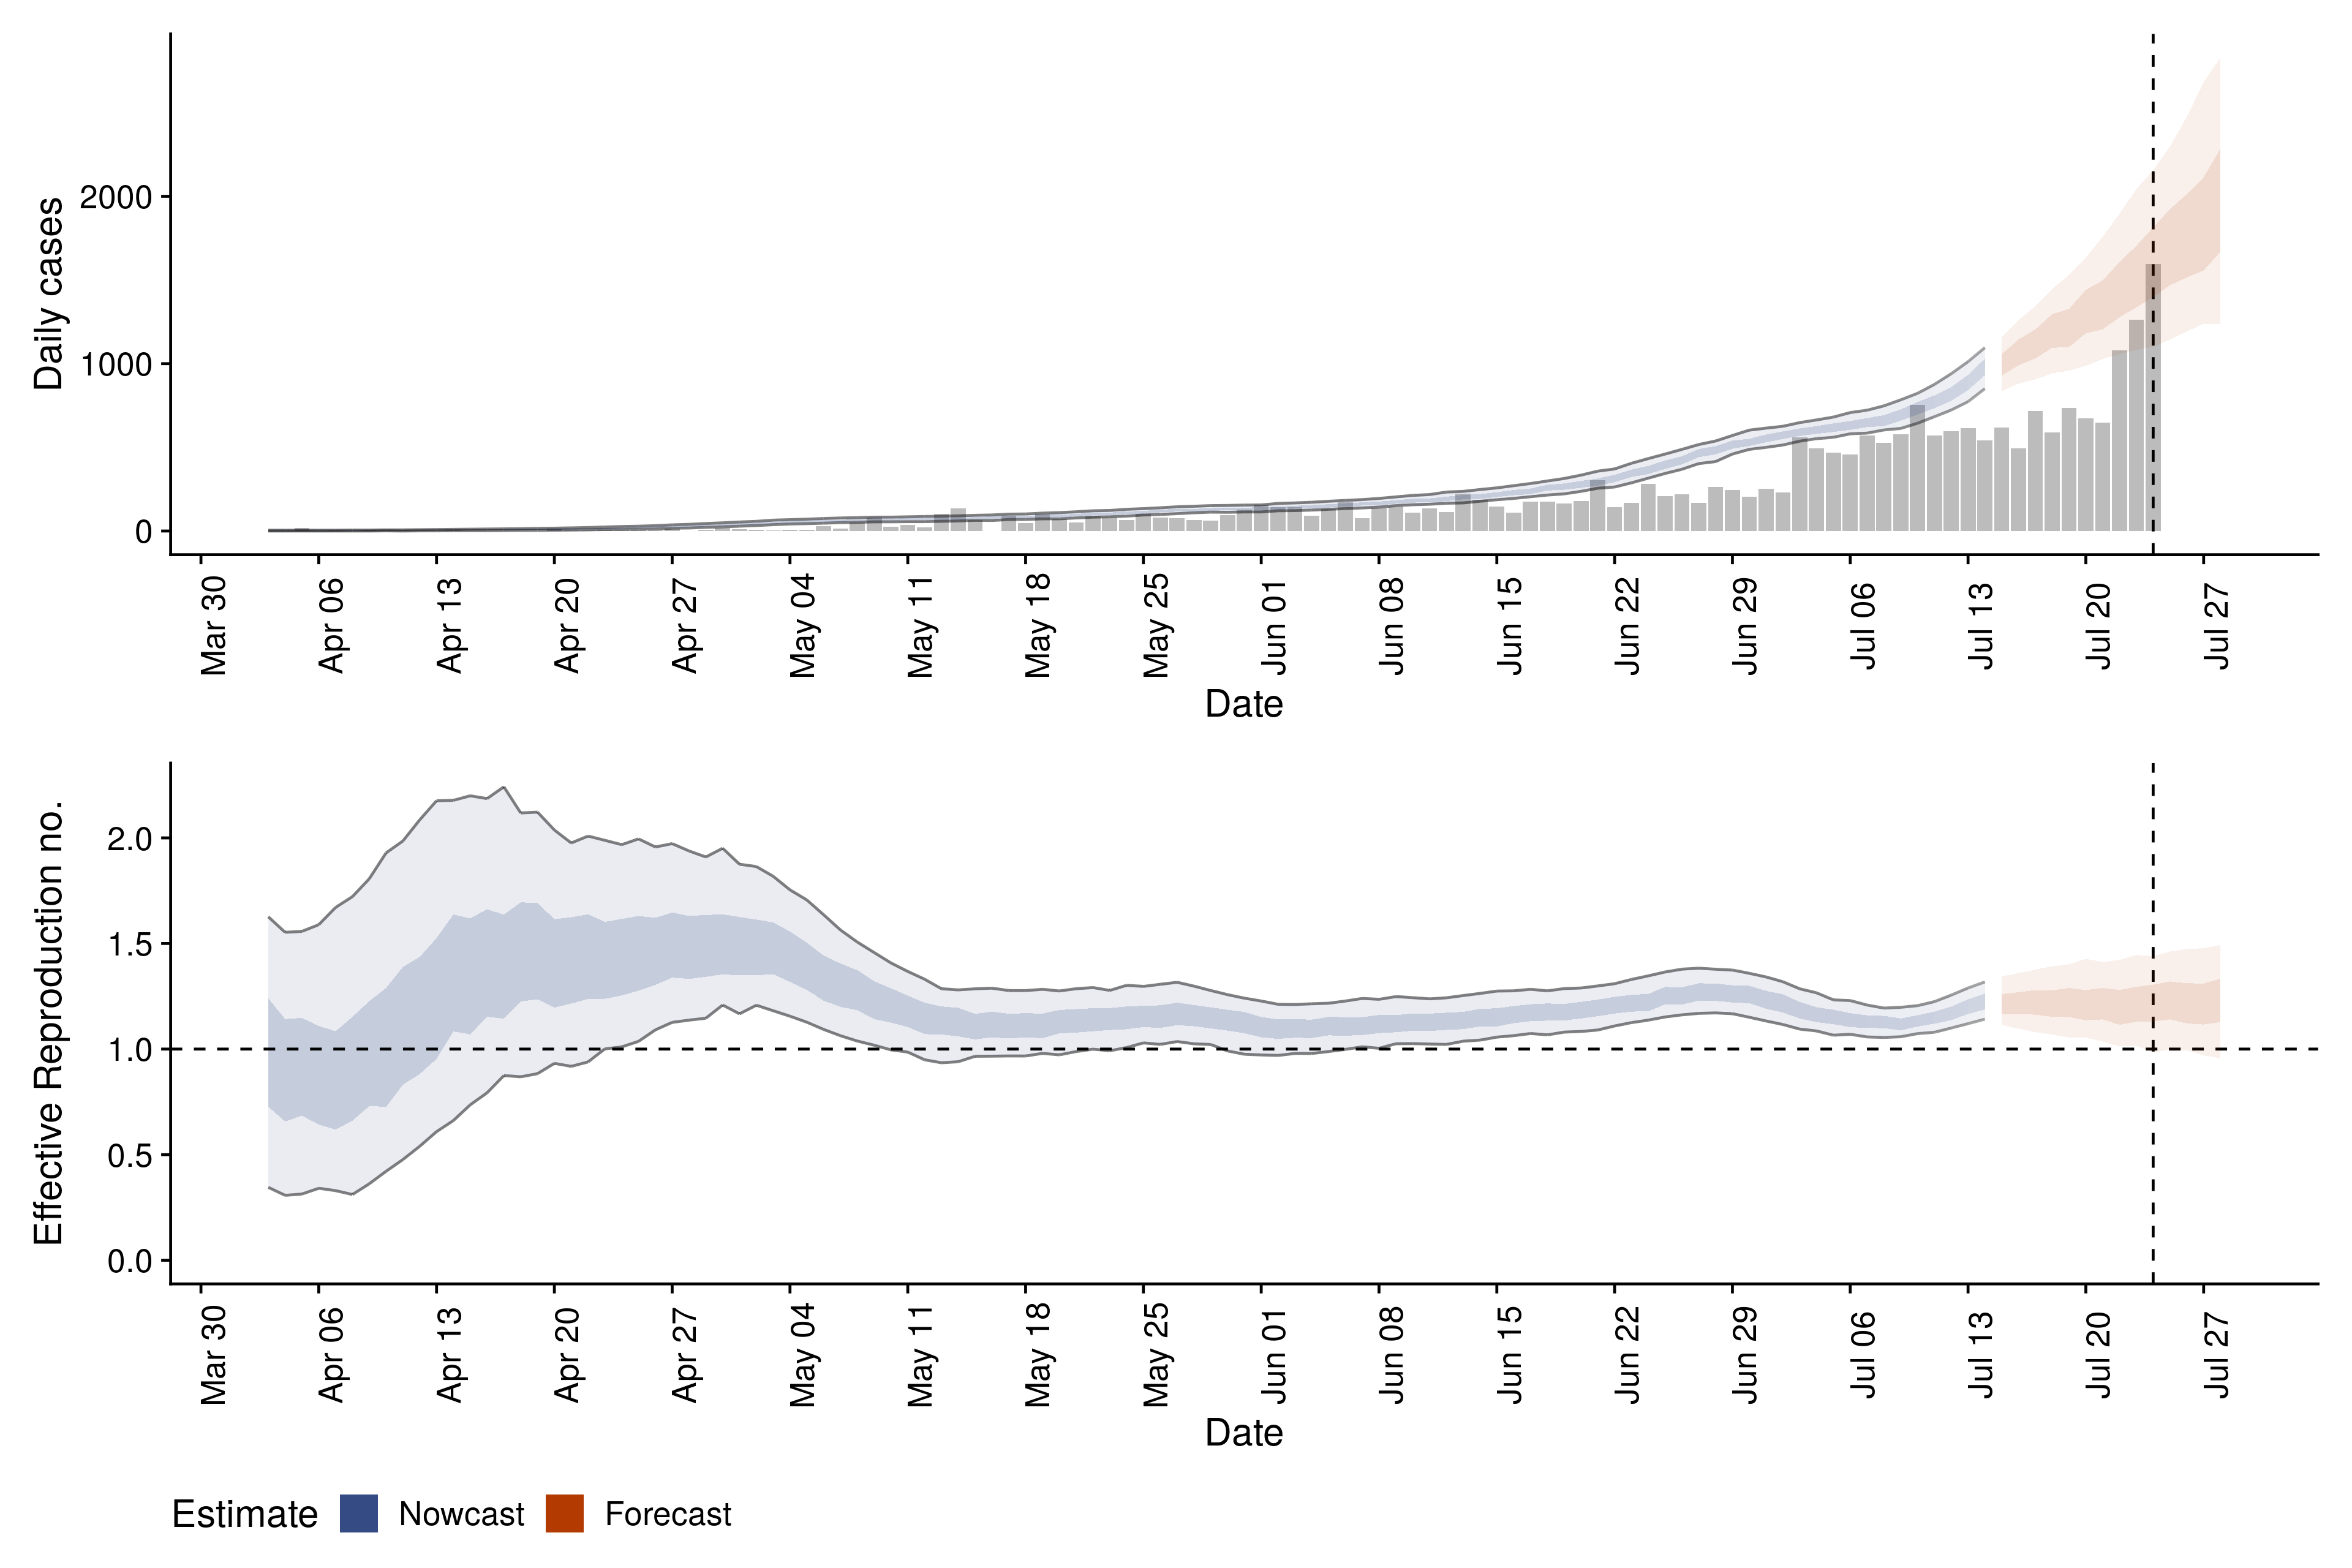 Daily cases
2000
1000
0
Mar 30 Apr 06 Apr 13 Apr 20 Apr 27 May 04 May 11 May 18 May 25 Jun 01 Jun 08 Jun 15 Jun 22 Jun 29 Jul 06 Jul 13 Jul 20 Jul 27
Date
Effective Reproduction no.
2.0
1.5
1.0
0.5
0.0
Mar 30 Apr 06 Apr 13 Apr 20 Apr 27 May 04 May 11 May 18 May 25 Jun 01 Jun 08 Jun 15 Jun 22 Jun 29 Jul 06 Jul 13 Jul 20 Jul 27
Date
Estimate Nowcast Forecast